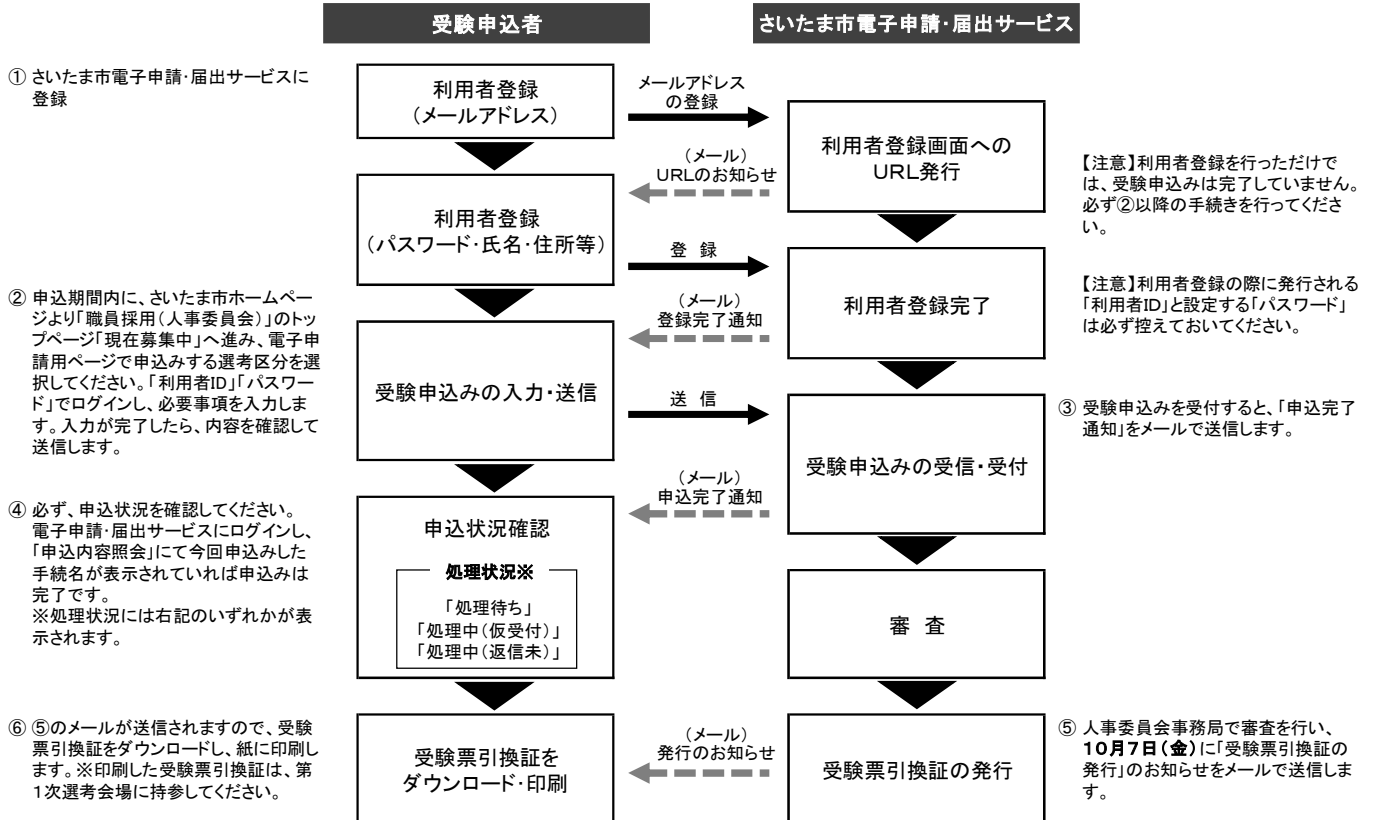 受験申込者
さいたま市電子申請・届出サービス
① さいたま市電子申請・届出サービスに
登録
利用者登録
（メールアドレス）
メールアドレス
の登録
利用者登録画面への
ＵＲＬ発行
（メール）
ＵＲＬのお知らせ
【注意】利用者登録を行っただけで
は、受験申込みは完了していません。
必ず②以降の手続きを行ってくださ
い。
利用者登録
（パスワード・氏名・住所等）
登　録
利用者登録完了
【注意】利用者登録の際に発行される
「利用者ID」と設定する「パスワード」
は必ず控えておいてください。
（メール）
登録完了通知
② 申込期間内に、さいたま市ホームペー
ジより「職員採用（人事委員会）」のトッ
プページ「現在募集中」へ進み、電子申
請用ページで申込みする選考区分を選
択してください。「利用者ID」「パスワー
ド」でログインし、必要事項を入力しま
す。入力が完了したら、内容を確認して
送信します。
受験申込みの入力・送信
送　信
受験申込みの受信・受付
③ 受験申込みを受付すると、「申込完了
通知」をメールで送信します。
（メール）
申込完了通知
④ 必ず、申込状況を確認してください。
電子申請・届出サービスにログインし、
「申込内容照会」にて今回申込みした
手続名が表示されていれば申込みは
完了です。
※処理状況には右記のいずれかが表
示されます。
申込状況確認
処理状況※
「処理待ち」
「処理中（仮受付）」
「処理中（返信未）」
審　査
⑥ ⑤のメールが送信されますので、受験
票引換証をダウンロードし、紙に印刷し
ます。※印刷した受験票引換証は、第
１次選考会場に持参してください。
受験票引換証を
ダウンロード・印刷
（メール）
発行のお知らせ
受験票引換証の発行
⑤ 人事委員会事務局で審査を行い、
１０月７日（金）に「受験票引換証の
発行」のお知らせをメールで送信しま
す。